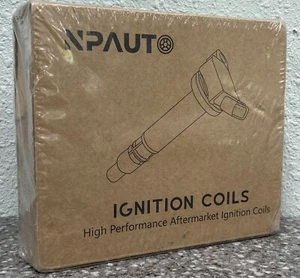 NPAUTO
IGNITION COILS
High Performance Aftermarket Ignition Coils